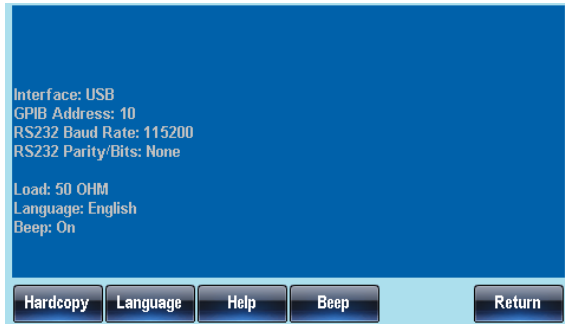 Interface: USB
GPIB Address: 10
RS232 Baud Rate: 115200
RS232 Parity/Bits: None
Load: 50 OHM
Language: English
Beep: On
Hardcopy Language Help Beep Return